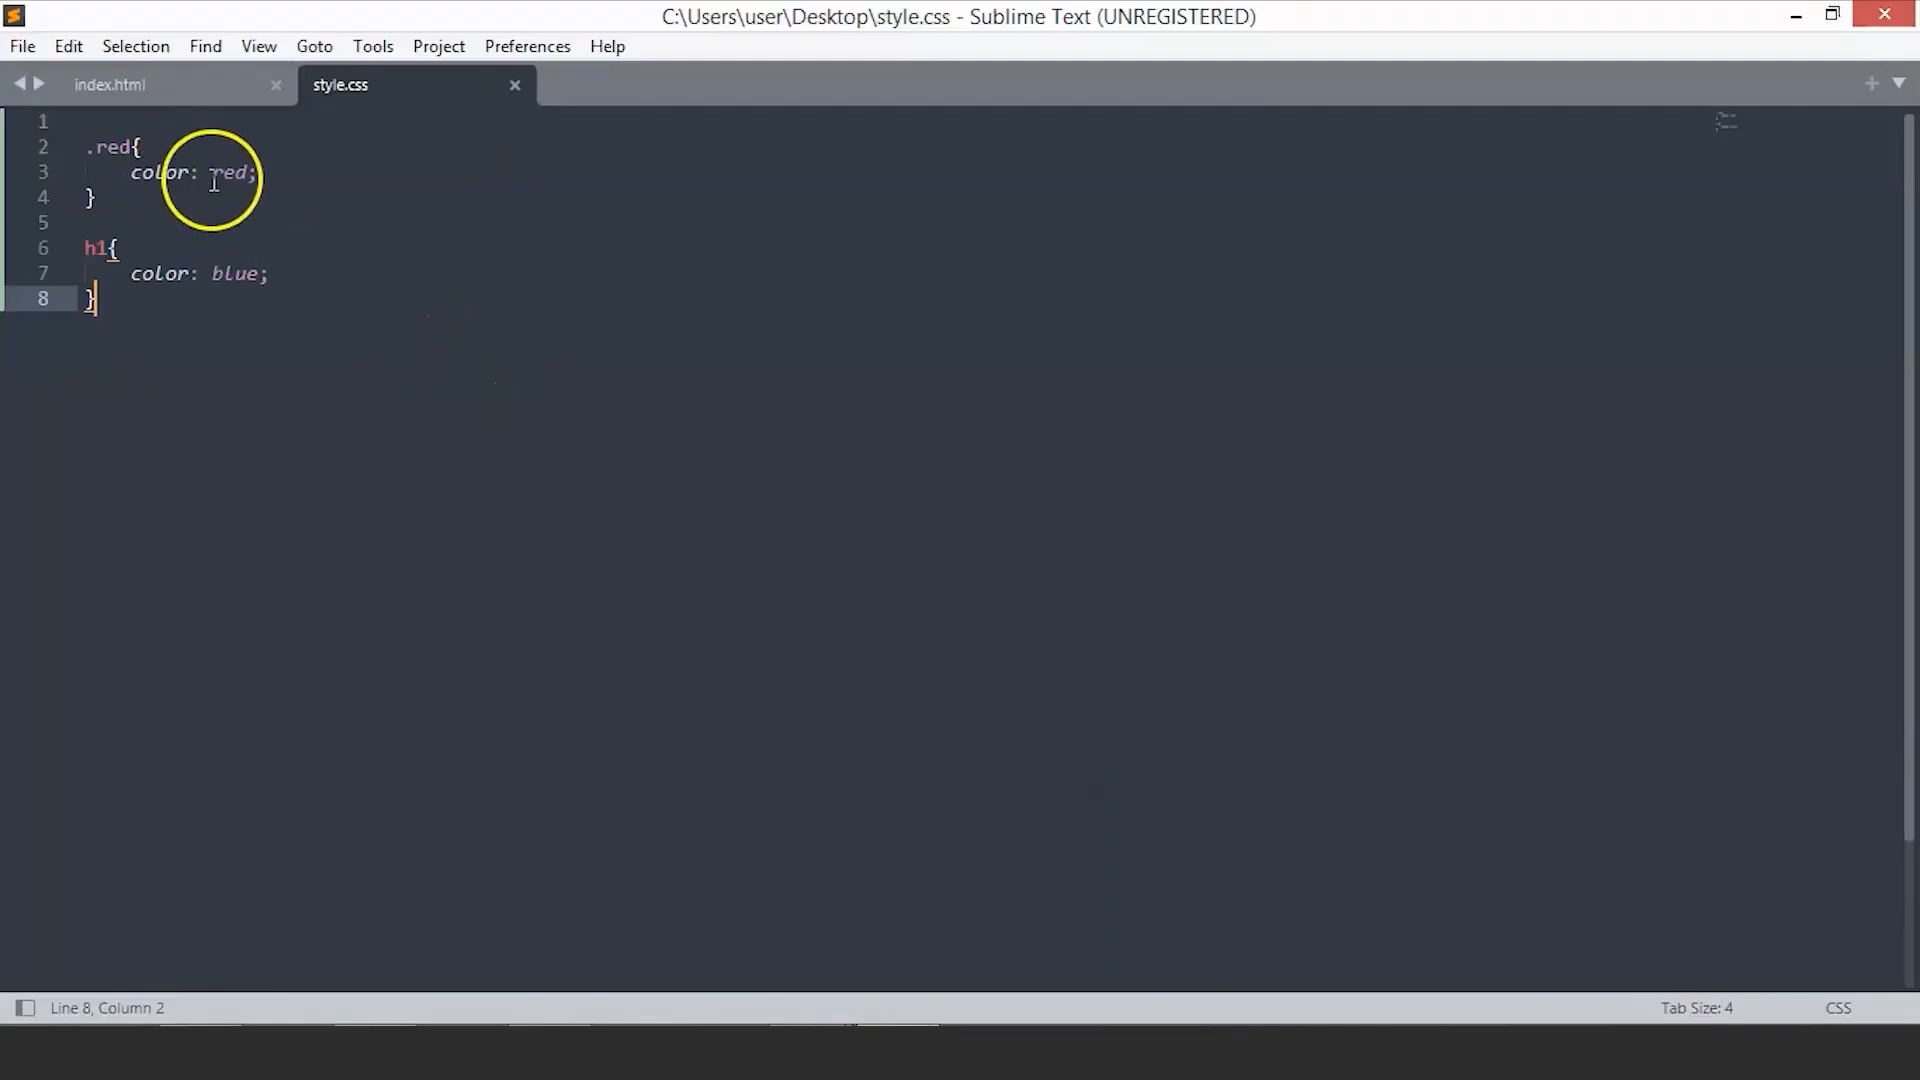 C:\Users\user\Desktop\style.css - Sublime Text (UNREGISTERED)
File Edit Selection Find View Goto Tools Project Preferences Help
index.html style.css
1
2 .red{
3 color: red;
4 }
5
6 h1{
7 color: blue;
8 }
Line 8, Column 2 Tab Size: 4 CSS